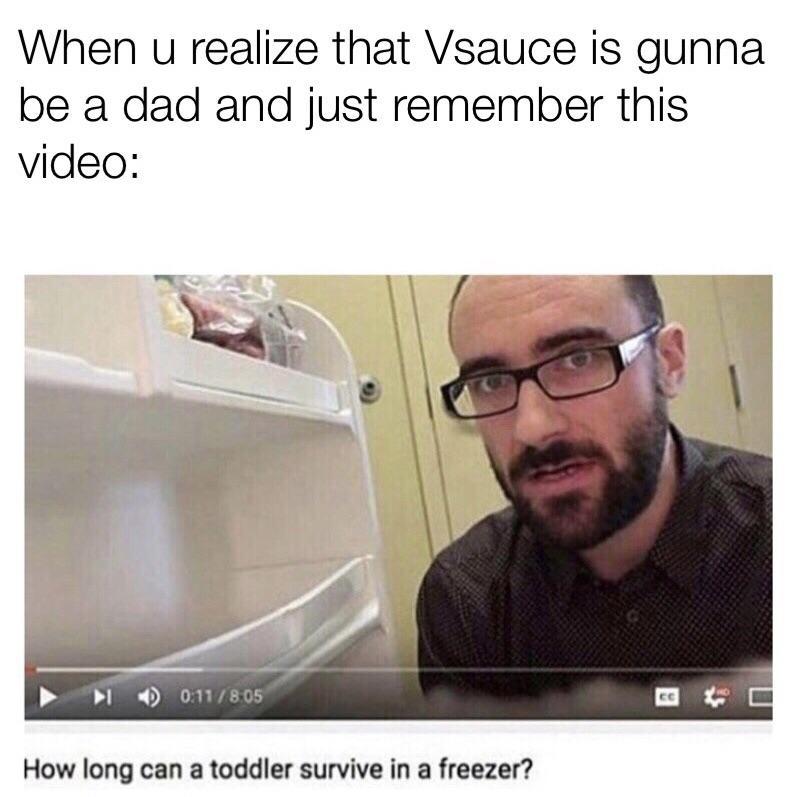 When u realize that Vsauce is gunna
be a dad and just remember this
video:
0:11 / 8:05
CC
HD
How long can a toddler survive in a freezer?